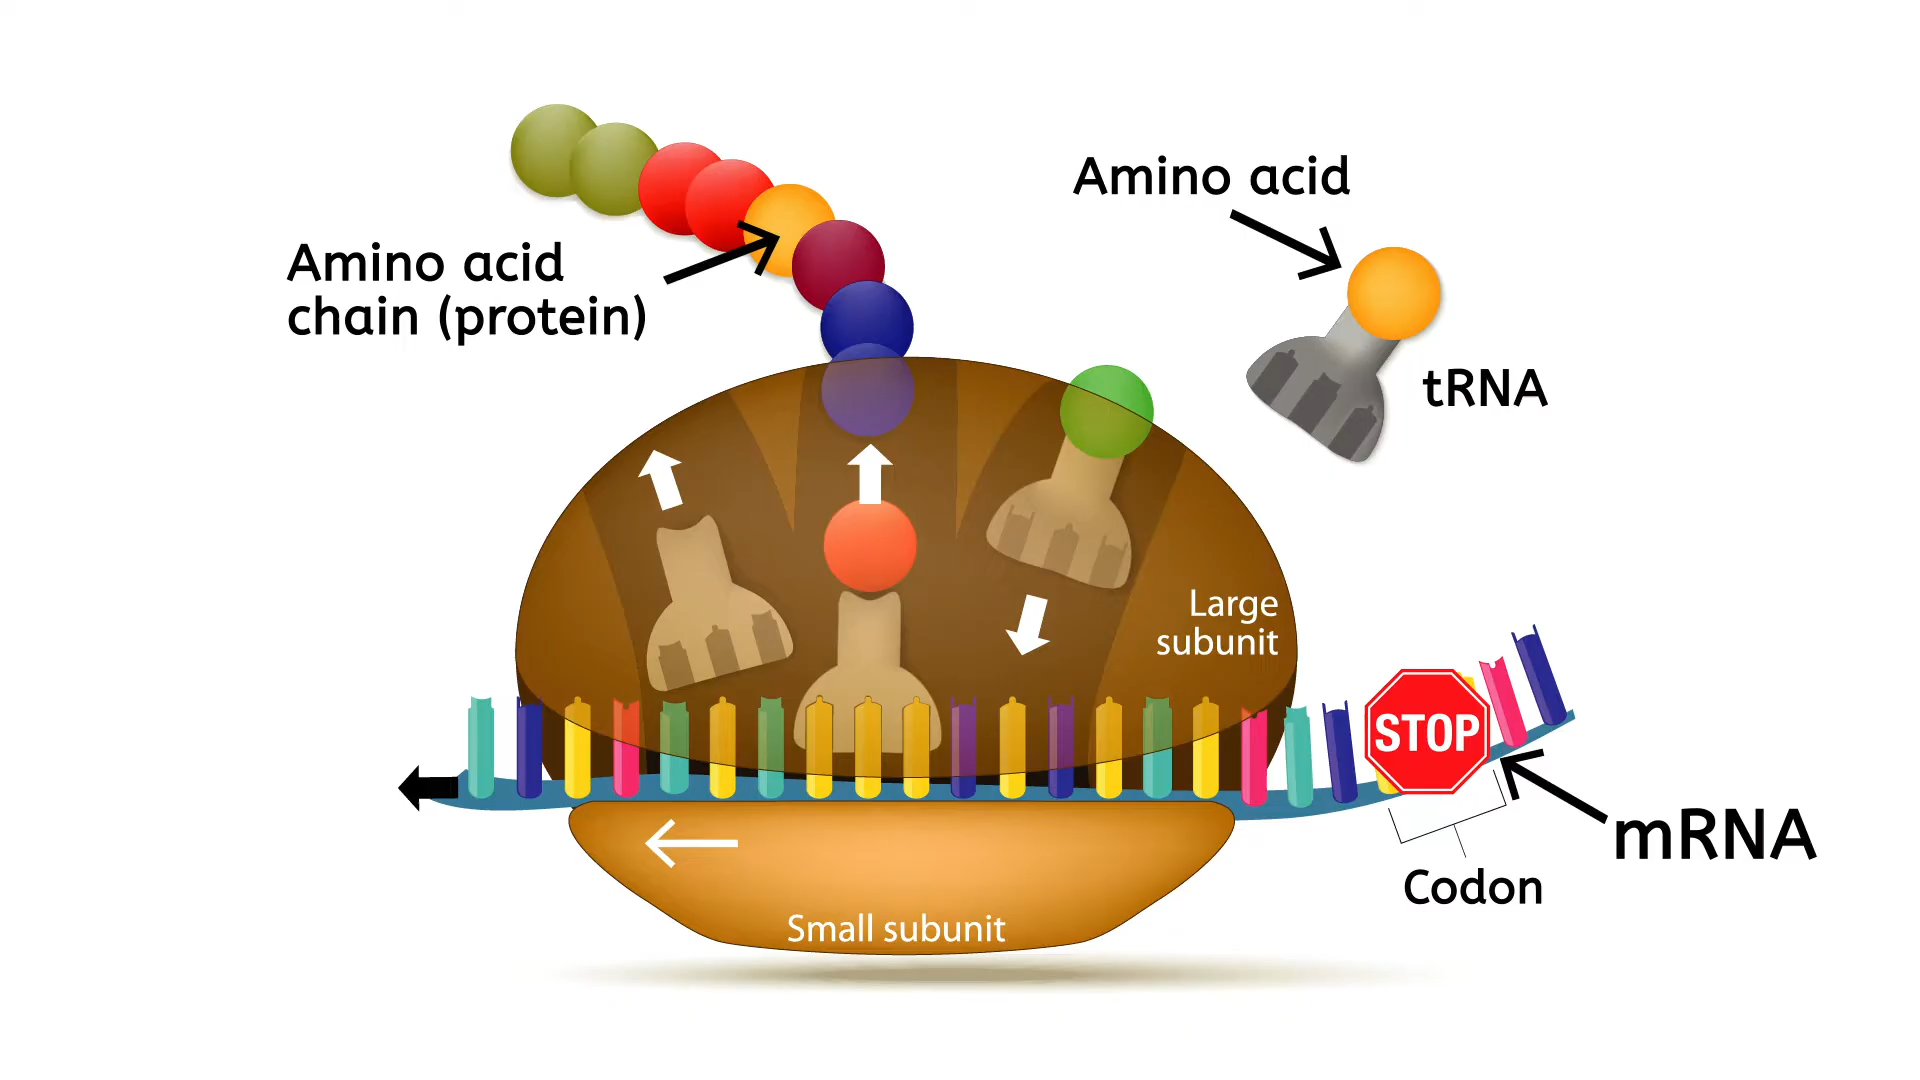 Amino acid
Amino acid
chain (protein)
tRNA
Large
subunit
STOP
mRNA
Codon
Small subunit